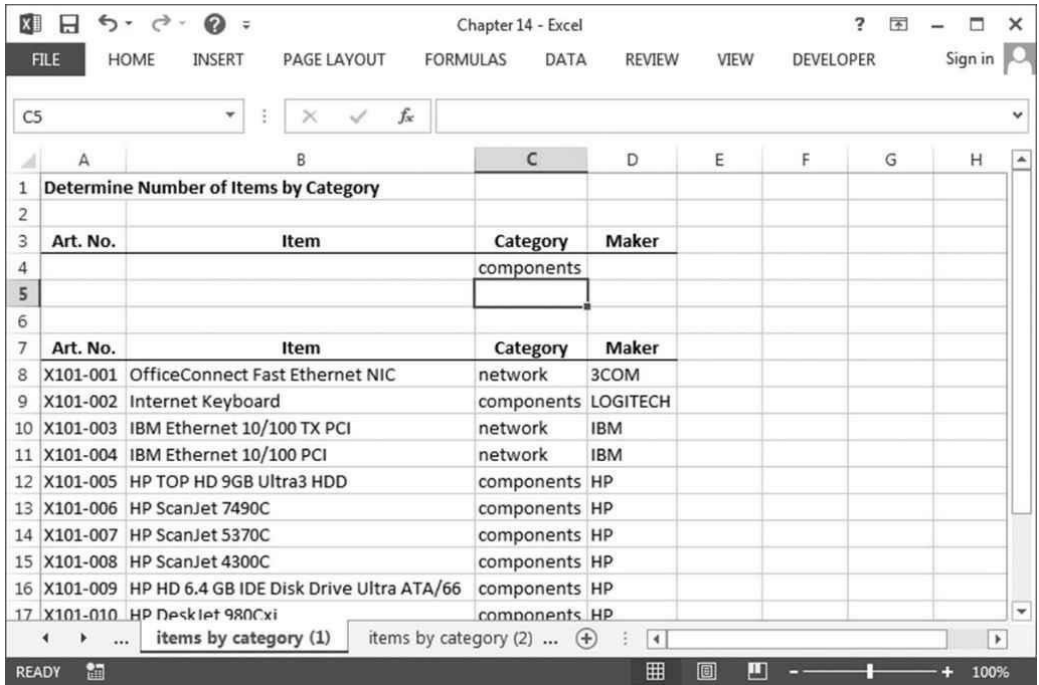 Chapter 14 - Excel
FILE HOME INSERT PAGE LAYOUT FORMULAS DATA REVIEW VIEW DEVELOPER Sign in
C5 fx
A B C D E F G H
1 Determine Number of Items by Category
2
3 Art. No. Item Category Maker
4 components
5
6
7 Art. No. Item Category Maker
8 X101-001 OfficeConnect Fast Ethernet NIC network 3COM
9 X101-002 Internet Keyboard components LOGITECH
10 X101-003 IBM Ethernet 10/100 TX PCI network IBM
11 X101-004 IBM Ethernet 10/100 PCI network IBM
12 X101-005 HP TOP HD 9GB Ultra3 HDD components HP
13 X101-006 HP ScanJet 7490C components HP
14 X101-007 HP ScanJet 5370C components HP
15 X101-008 HP ScanJet 4300C components HP
16 X101-009 HP HD 6.4 GB IDE Disk Drive Ultra ATA/66 components HP
17 X101-010 HP DeskJet 980Cxi components HP
... items by category (1) items by category (2) ...
READY 100%